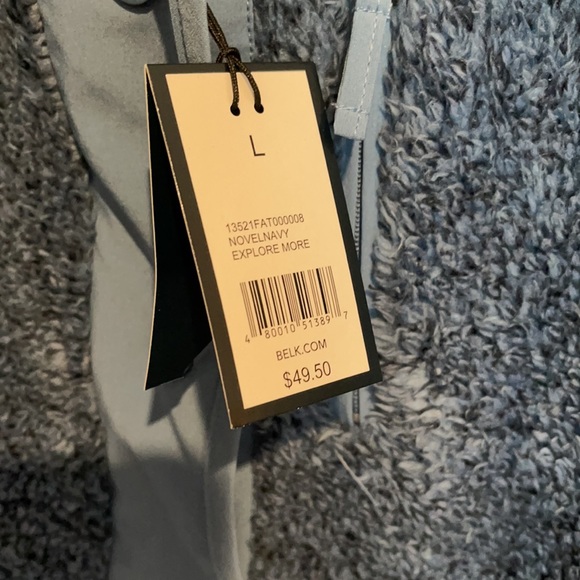 L
13521FAT000008
NOVELNAVY
EXPLORE MORE
4 80010 51389 7
BELK.COM
$49.50